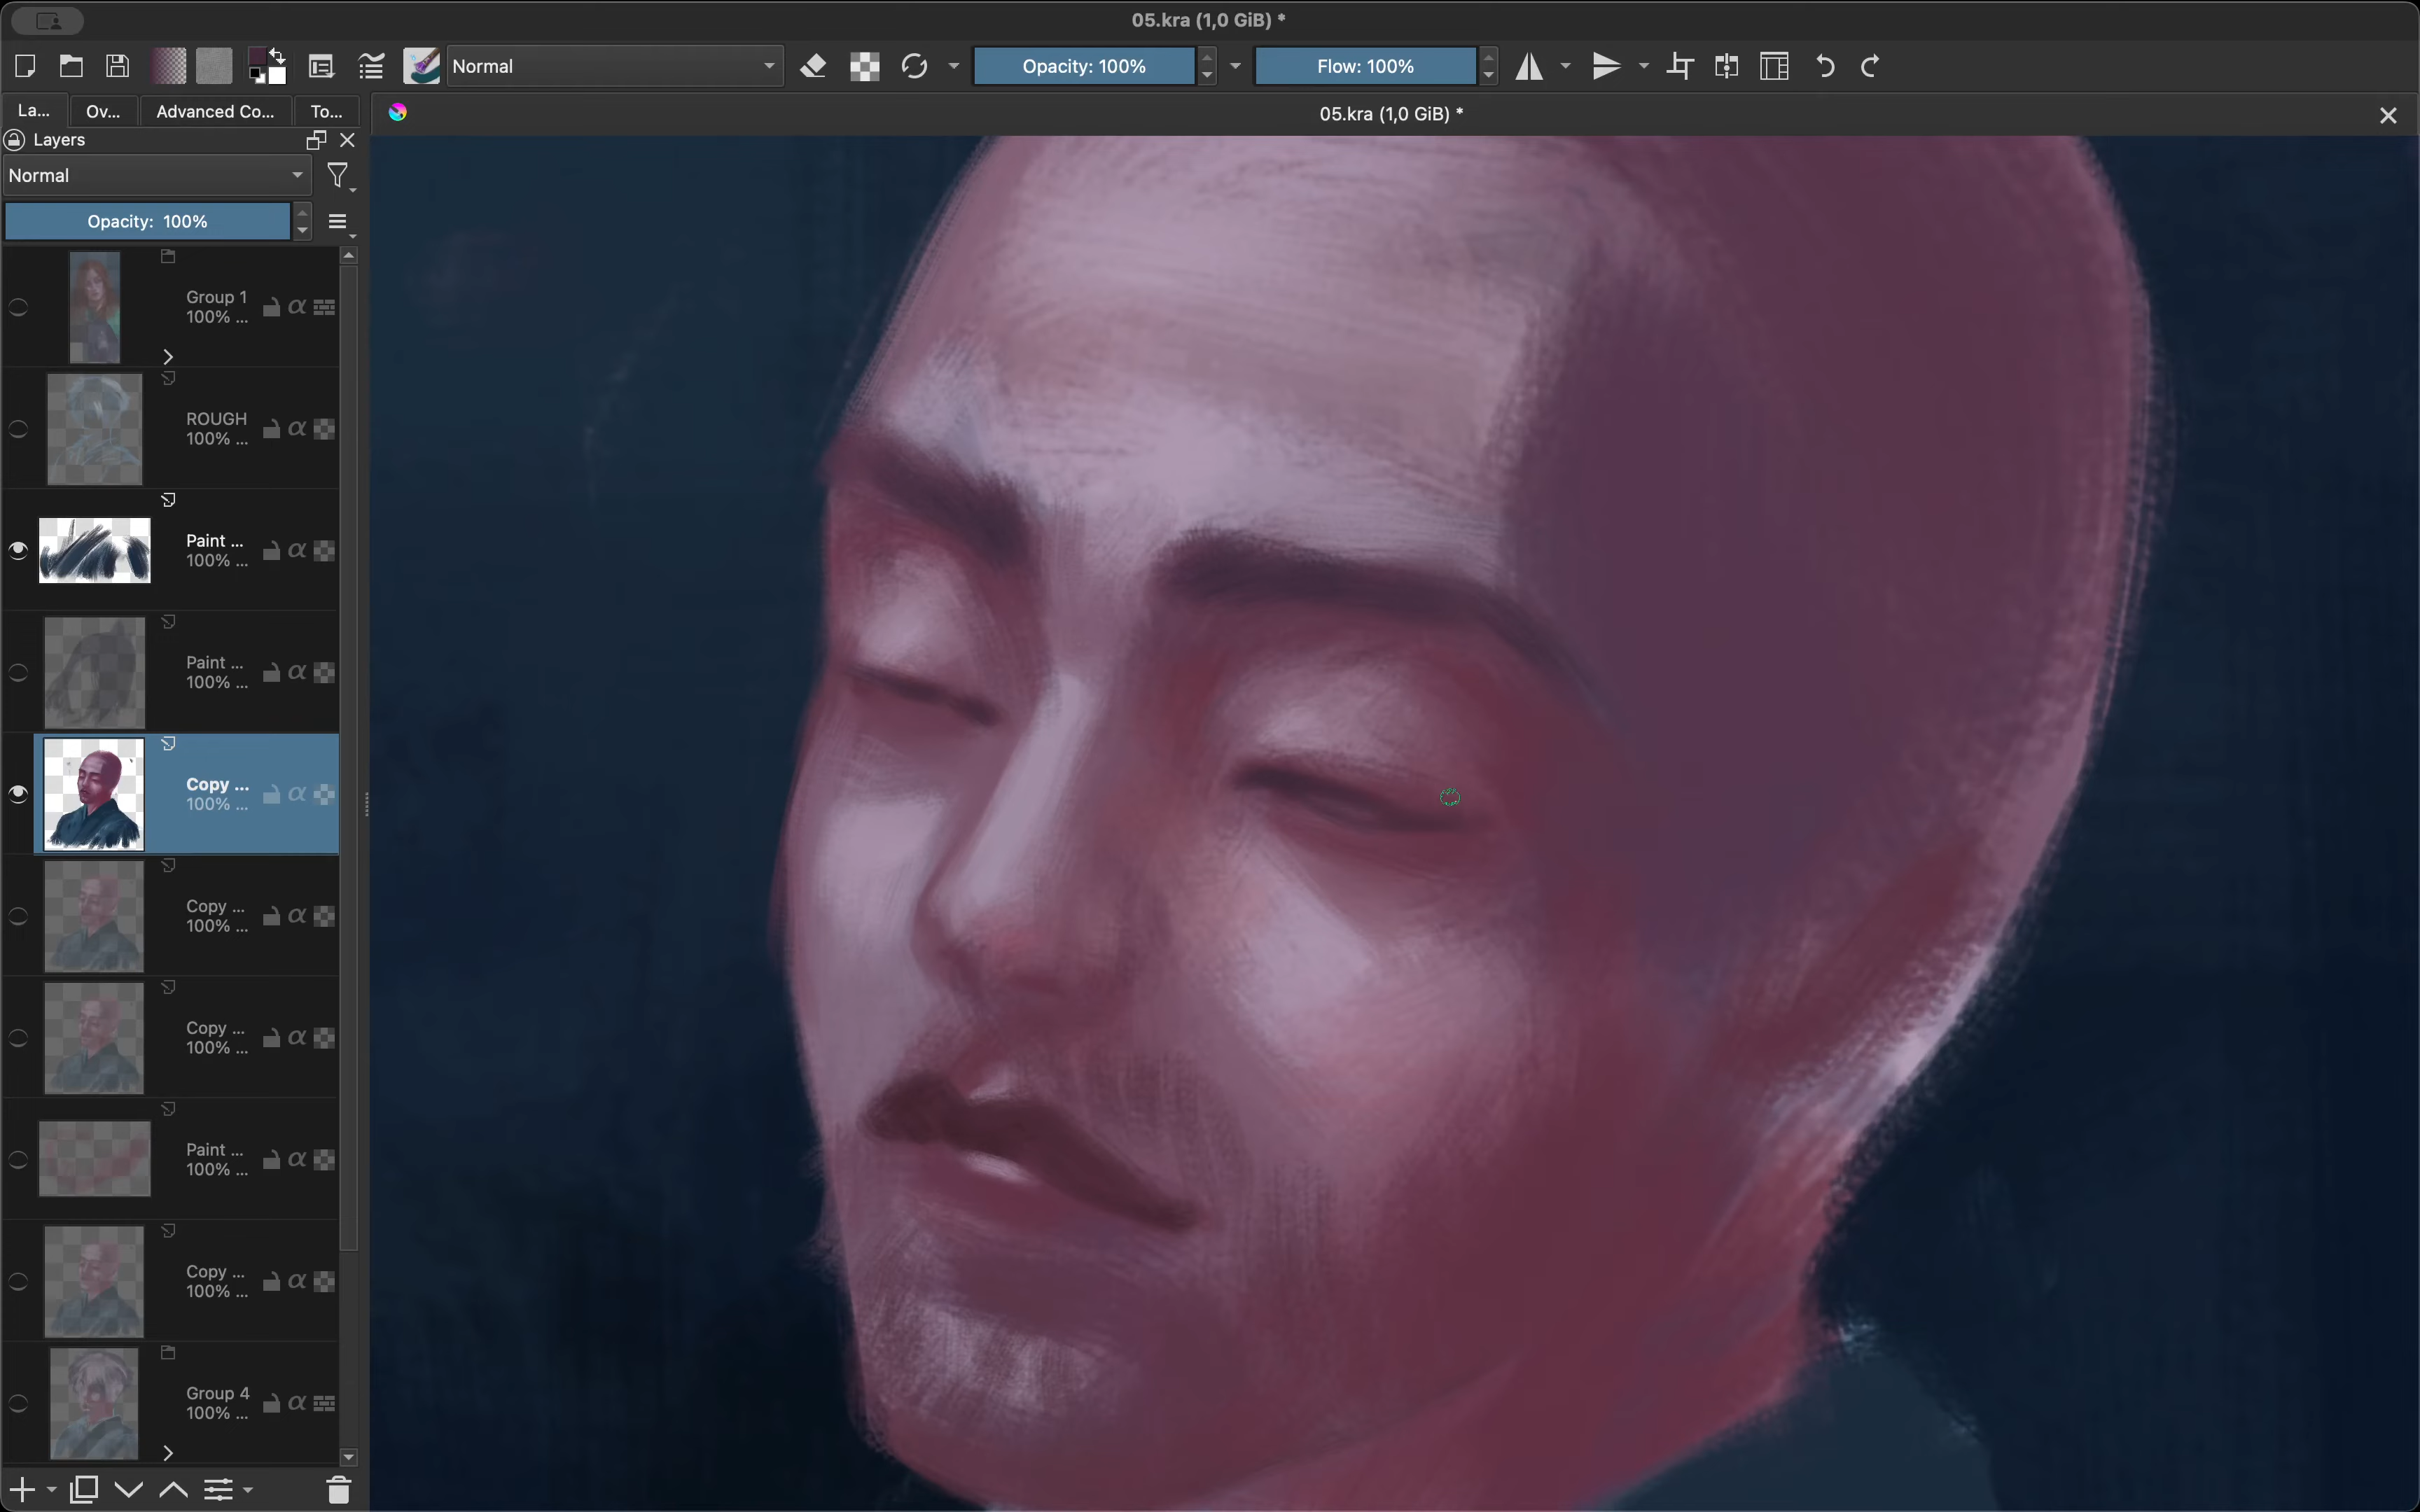 05.kra (1,0 GiB) *
Normal
Opacity: 100%
Flow: 100%
La...
Ov...
Advanced Co...
To...
05.kra (1,0 GiB) *
Layers
Normal
Opacity: 100%
Group 1
100% ...
ROUGH
100% ...
Paint ...
100% ...
Paint ...
100% ...
Copy ...
100% ...
Copy ...
100% ...
Copy ...
100% ...
Paint ...
100% ...
Copy ...
100% ...
Group 4
100% ...